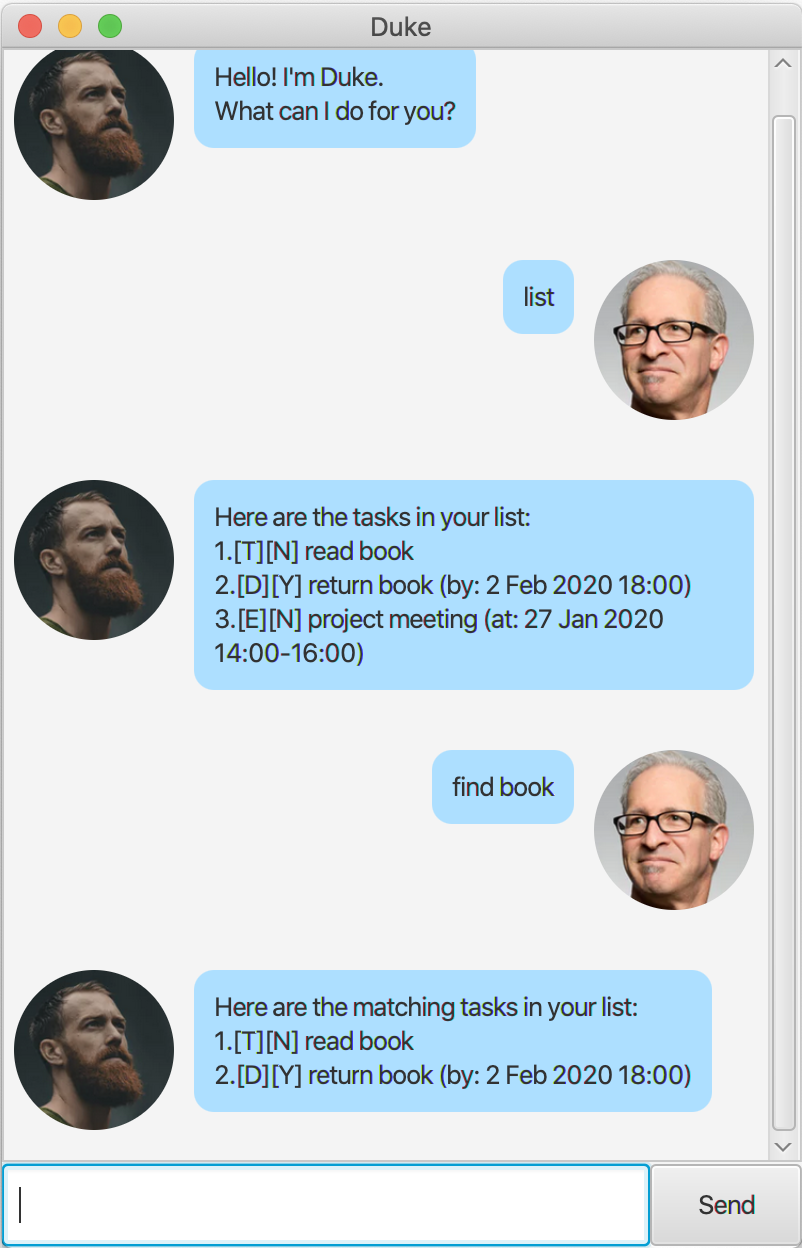 Duke
Hello! I'm Duke.
What can I do for you?
list
Here are the tasks in your list:
1.[T][N] read book
2.[D][Y] return book (by: 2 Feb 2020 18:00)
3.[E][N] project meeting (at: 27 Jan 2020
14:00-16:00)
find book
Here are the matching tasks in your list:
1.[T][N] read book
2.[D][Y] return book (by: 2 Feb 2020 18:00)
Send